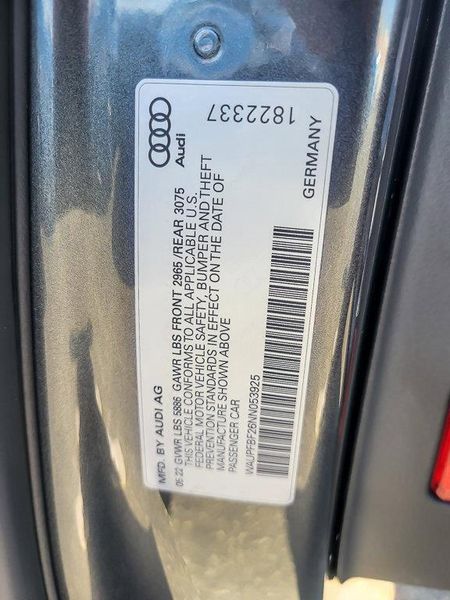 MFD. BY AUDI AG
05 22 GVWR LBS 5886 GAWR LBS FRONT 2965 /REAR 3075
THIS VEHICLE CONFORMS TO ALL APPLICABLE U.S.
FEDERAL MOTOR VEHICLE SAFETY, BUMPER AND THEFT
PREVENTION STANDARDS IN EFFECT ON THE DATE OF
MANUFACTURE SHOWN ABOVE
PASSENGER CAR
WAUPFBF26NN053925
Audi
1822337
GERMANY